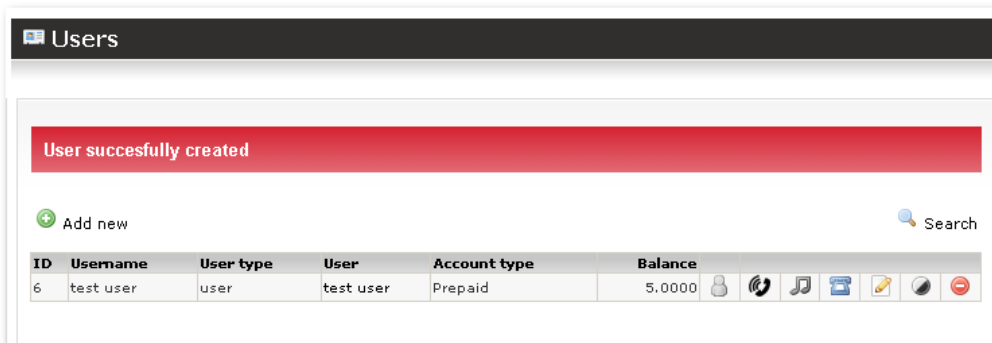 Users
User succesfully created
Add new Search
ID Username User type User Account type Balance
6 test user user test user Prepaid 5.0000